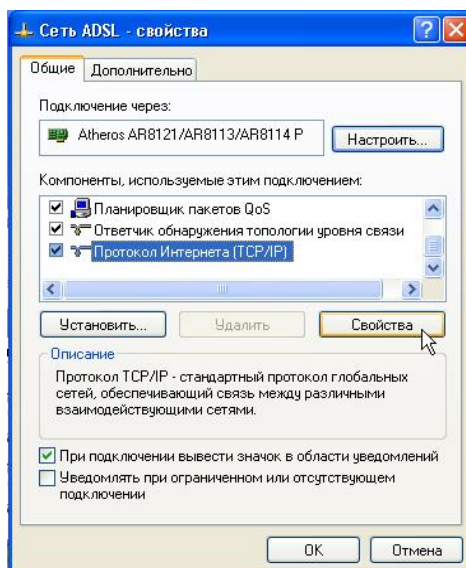 Сеть ADSL - свойства
Общие
Дополнительно
Подключение через:
Atheros AR8121/AR8113/AR8114 P
Настроить...
Компоненты, используемые этим подключением:
Планировщик пакетов QoS
Ответчик обнаружения топологии уровня связи
Протокол Интернета (TCP/IP)
Установить...
Удалить
Свойства
Описание
Протокол TCP/IP - стандартный протокол глобальных
сетей, обеспечивающий связь между различными
взаимодействующими сетями.
При подключении вывести значок в области уведомлений
Уведомлять при ограниченном или отсутствующем
подключении
OK
Отмена